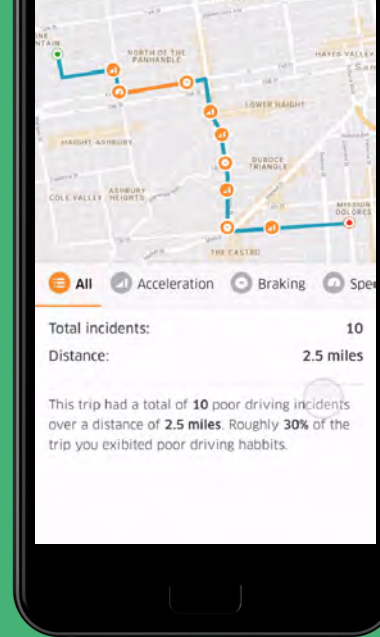 NORTH OF THE
PANHANDLE
HAYES VALLEY
LOWER HAIGHT
HAIGHT-ASHBURY
DUBOCE
TRIANGLE
ASHBURY
COLE VALLEY HEIGHTS
MISSION
DOLORES
THE CASTRO
All Acceleration Braking Spe
Total incidents: 10
Distance: 2.5 miles
This trip had a total of 10 poor driving incidents
over a distance of 2.5 miles. Roughly 30% of the
trip you exibited poor driving habbits.